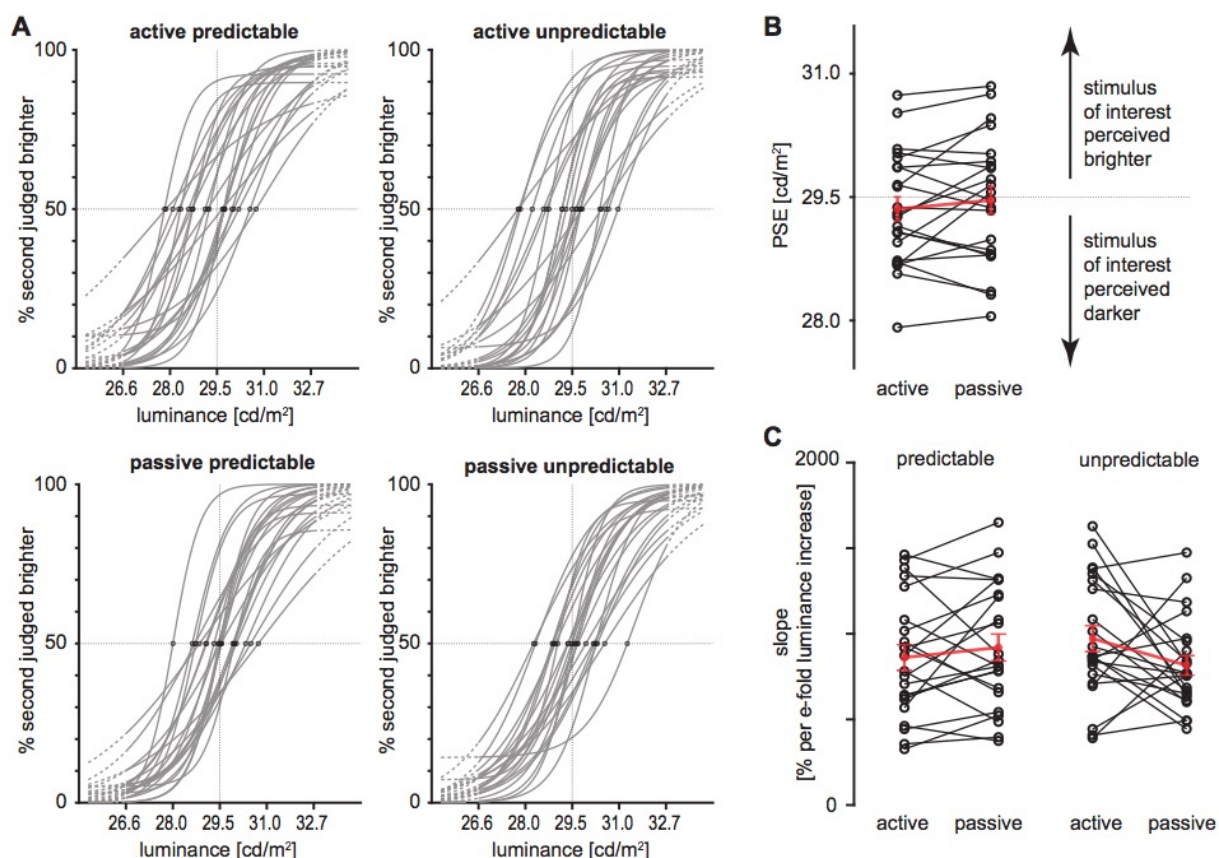 A
active predictable
100
50
0
% second judged brighter
26.6 28.0 29.5 31.0 32.7
luminance [cd/m²]
active unpredictable
100
50
0
% second judged brighter
26.6 28.0 29.5 31.0 32.7
luminance [cd/m²]
passive predictable
100
50
0
% second judged brighter
26.6 28.0 29.5 31.0 32.7
luminance [cd/m²]
passive unpredictable
100
50
0
% second judged brighter
26.6 28.0 29.5 31.0 32.7
luminance [cd/m²]
B
31.0
29.5
28.0
PSE [cd/m²]
active passive
stimulus
of interest
perceived
brighter
stimulus
of interest
perceived
darker
C
2000
0
slope
[% per e-fold luminance increase]
predictable unpredictable
active passive active passive